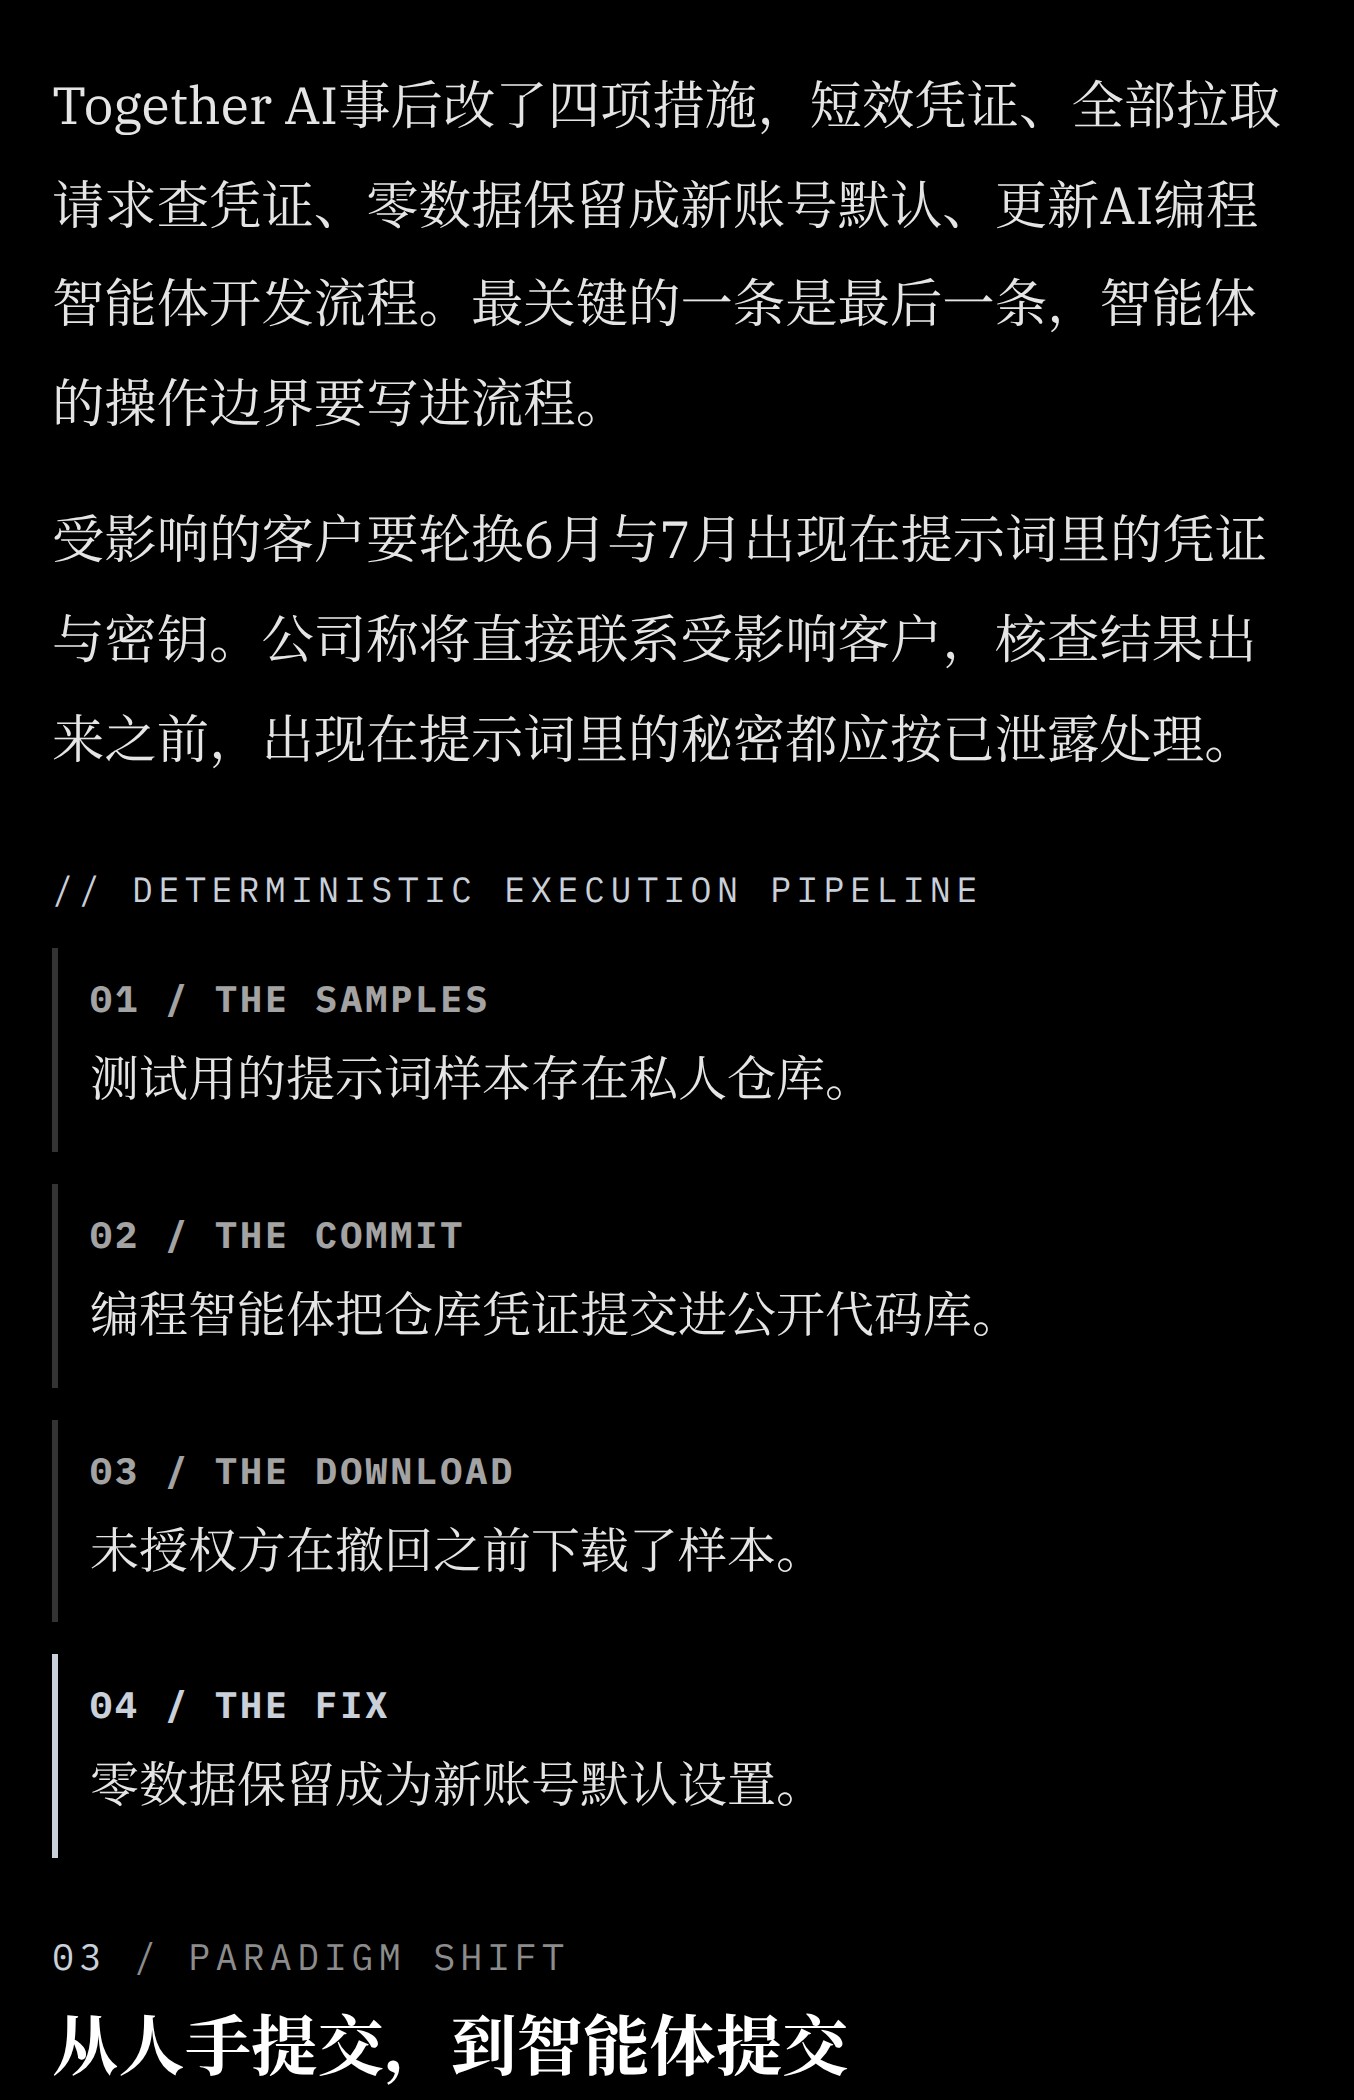 Together AI事后改了四项措施，短效凭证、全部拉取
请求查凭证、零数据保留成新账号默认、更新AI编程
智能体开发流程。最关键的一条是最后一条，智能体
的操作边界要写进流程。
受影响的客户要轮换6月与7月出现在提示词里的凭证
与密钥。公司称将直接联系受影响客户，核查结果出
来之前，出现在提示词里的秘密都应按已泄露处理。
// DETERMINISTIC EXECUTION PIPELINE
01 / THE SAMPLES
测试用的提示词样本存在私人仓库。
02 / THE COMMIT
编程智能体把仓库凭证提交进公开代码库。
03 / THE DOWNLOAD
未授权方在撤回之前下载了样本。
04 / THE FIX
零数据保留成为新账号默认设置。
03 / PARADIGM SHIFT
从人手提交，到智能体提交